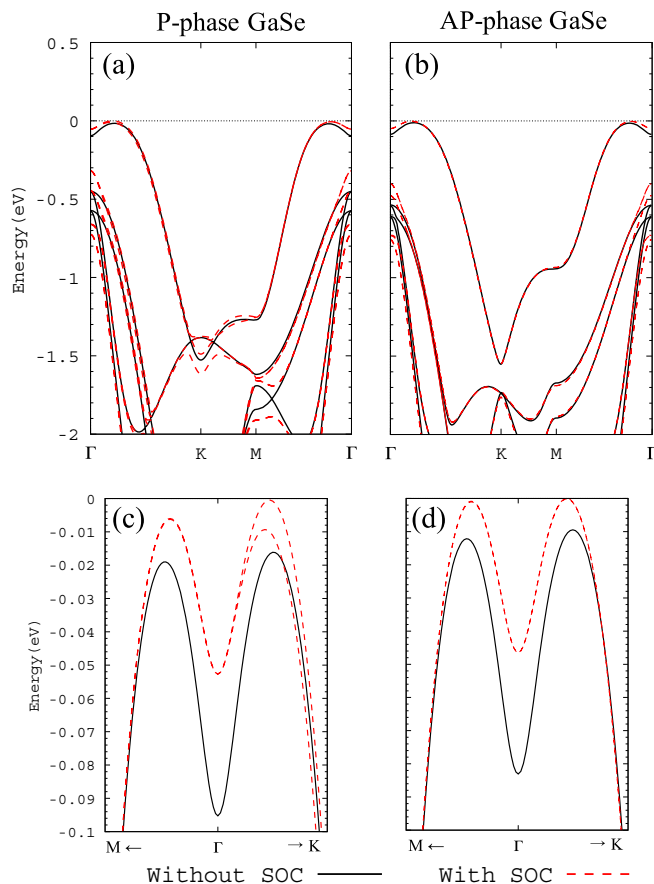 P-phase GaSe AP-phase GaSe
(a) (b)
0.5
0
-0.5
-1
-1.5
-2
Energy(eV)
Γ K M Γ Γ K M Γ
(c) (d)
0
-0.01
-0.02
-0.03
-0.04
-0.05
-0.06
-0.07
-0.08
-0.09
-0.1
Energy(eV)
M ← Γ → K M ← Γ → K
Without SOC With SOC